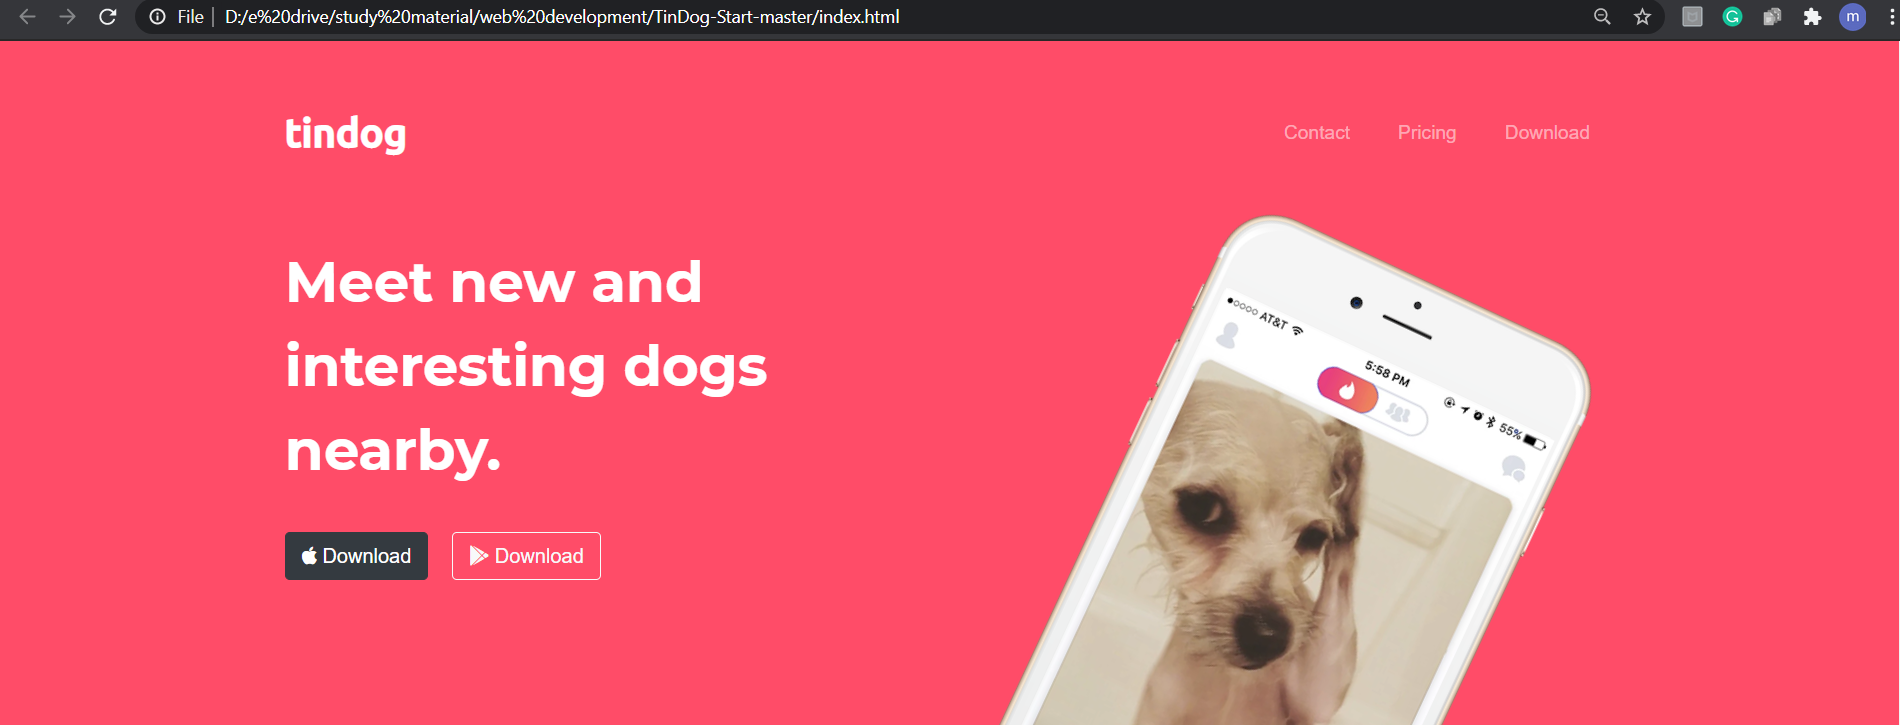 File
D:/e%20drive/study%20material/web%20development/TinDog-Start-master/index.html
m
tindog
Contact
Pricing
Download
Meet new and
interesting dogs
nearby.
Download
Download
AT&T
5:58 PM
55%